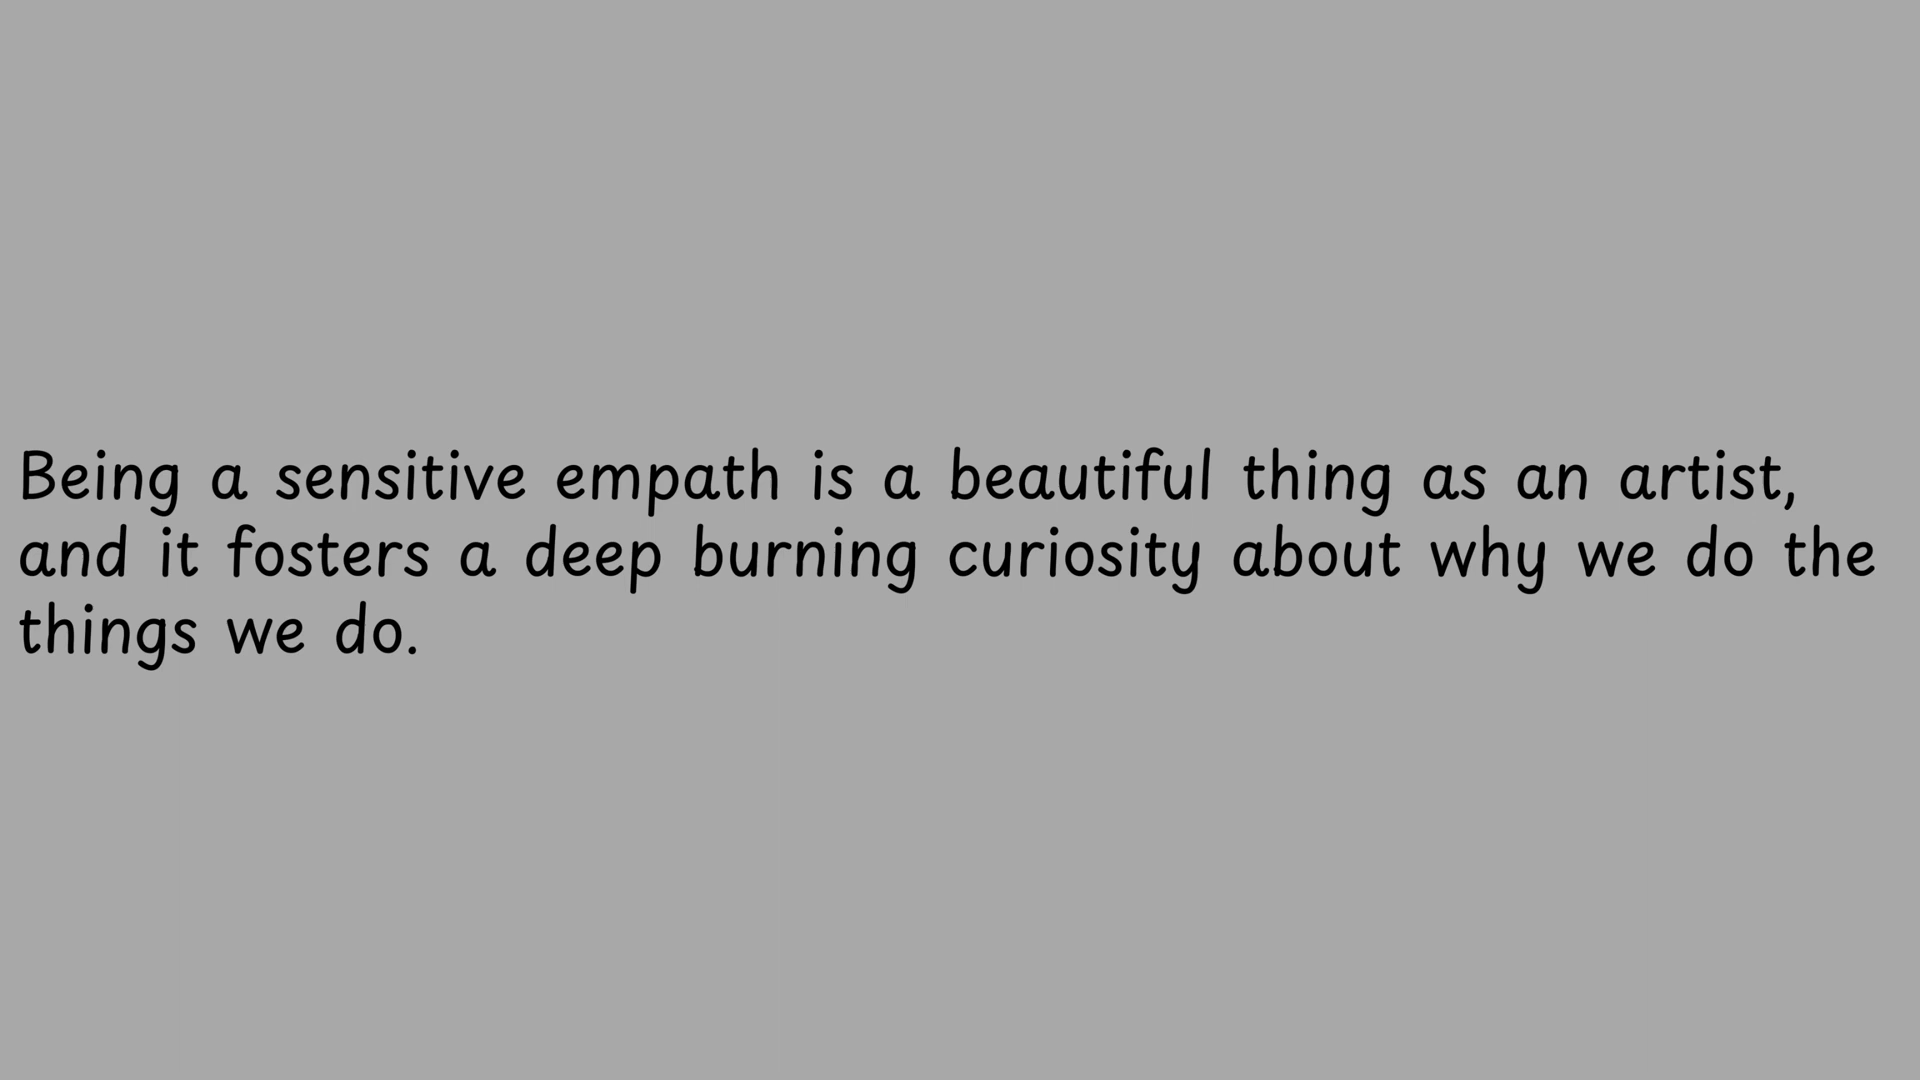 Being a sensitive empath is a beautiful thing as an artist,
and it fosters a deep burning curiosity about why we do the
things we do.